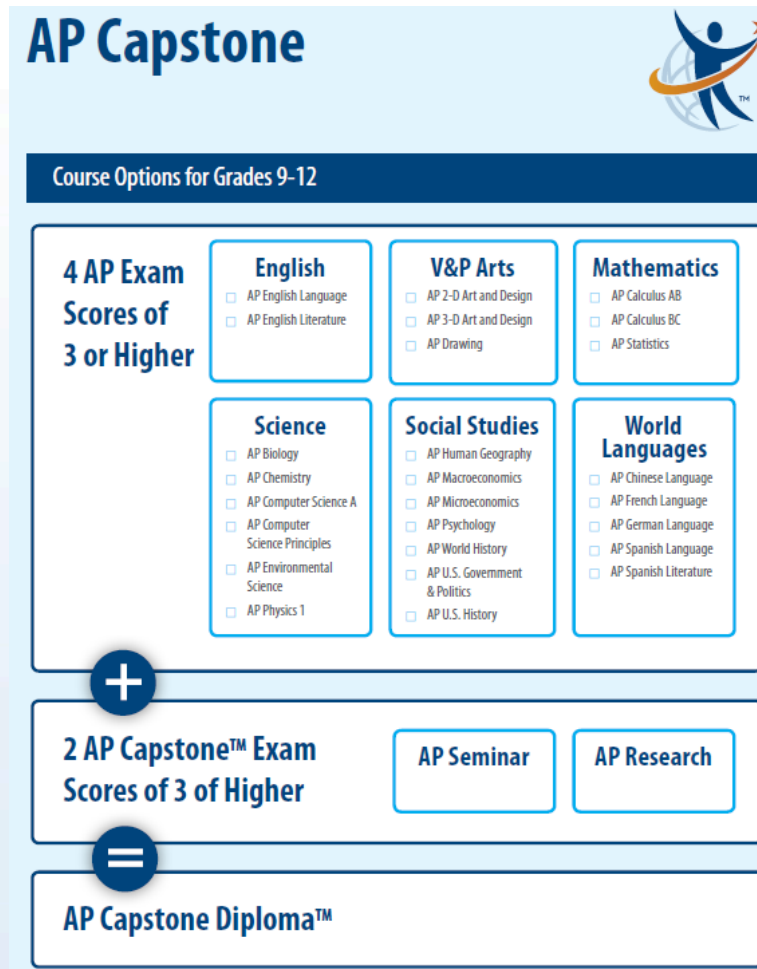 AP Capstone
TM
Course Options for Grades 9-12
4 AP Exam
Scores of
3 or Higher
English
AP English Language
AP English Literature
V&P Arts
AP 2-D Art and Design
AP 3-D Art and Design
AP Drawing
Mathematics
AP Calculus AB
AP Calculus BC
AP Statistics
Science
AP Biology
AP Chemistry
AP Computer Science A
AP Computer
Science Principles
AP Environmental
Science
AP Physics 1
Social Studies
AP Human Geography
AP Macroeconomics
AP Microeconomics
AP Psychology
AP World History
AP U.S. Government
& Politics
AP U.S. History
World
Languages
AP Chinese Language
AP French Language
AP German Language
AP Spanish Language
AP Spanish Literature
+
2 AP Capstone™ Exam
Scores of 3 of Higher
AP Seminar
AP Research
=
AP Capstone Diploma™